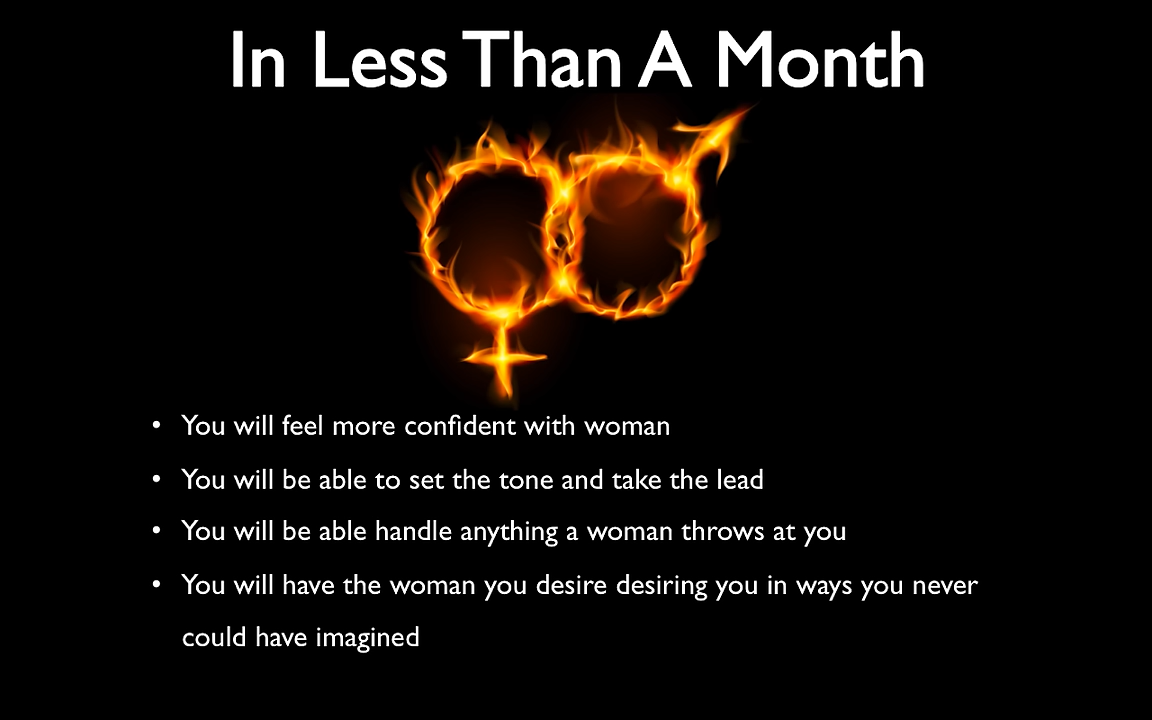 In Less Than A Month
• You will feel more confident with woman
• You will be able to set the tone and take the lead
• You will be able handle anything a woman throws at you
• You will have the woman you desire desiring you in ways you never
could have imagined